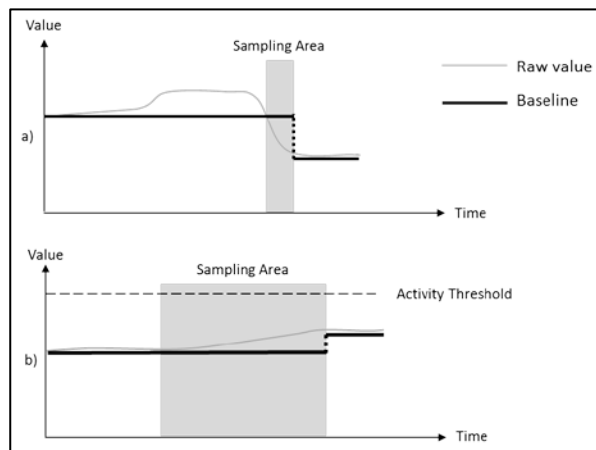 Value
Sampling Area
Raw value
Baseline
a)
Time
Value
Sampling Area
Activity Threshold
b)
Time